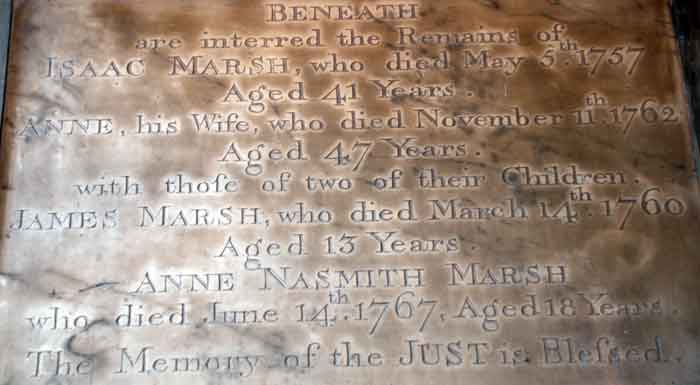 BENEATH
are interred the Remains of
ISAAC MARSH, who died May 5th. 1757
Aged 41 Years.
ANNE, his Wife, who died November 11th. 1762
Aged 47 Years.
with thoſe of two of their Children.
JAMES MARSH, who died March 14th. 1760
Aged 13 Years.
ANNE NASMITH MARSH
who died June 14th. 1767, Aged 18 Years.
The Memory of the JUST is Bleſſed.